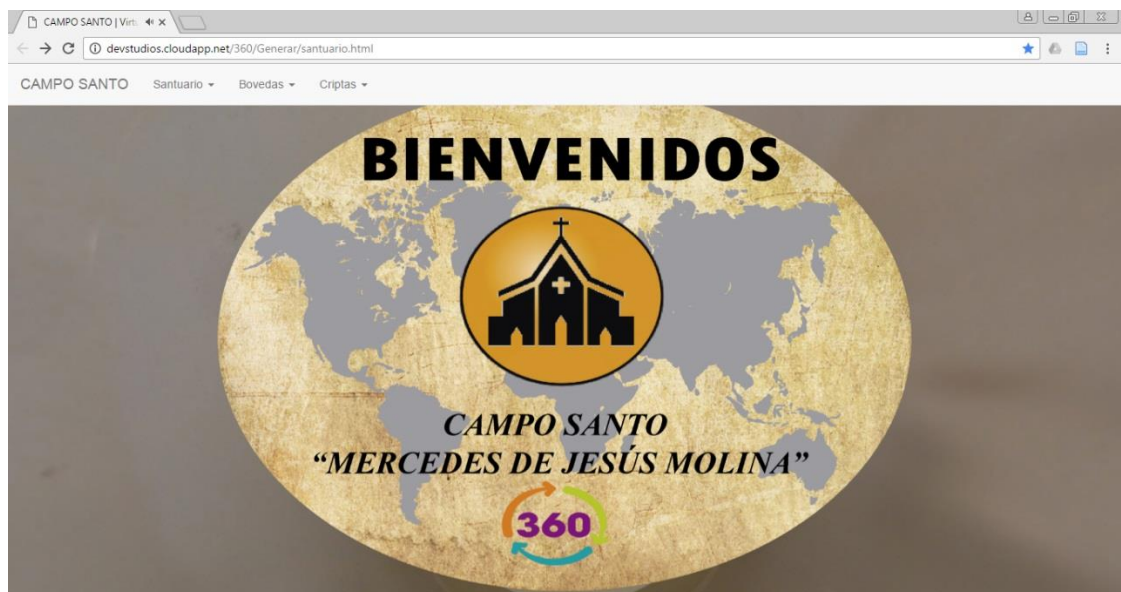 CAMPO SANTO | Virtu
devstudios.cloudapp.net/360/Generar/santuario.html
CAMPO SANTO Santuario Bovedas Criptas
BIENVENIDOS
CAMPO SANTO
“MERCEDES DE JESÚS MOLINA”
360